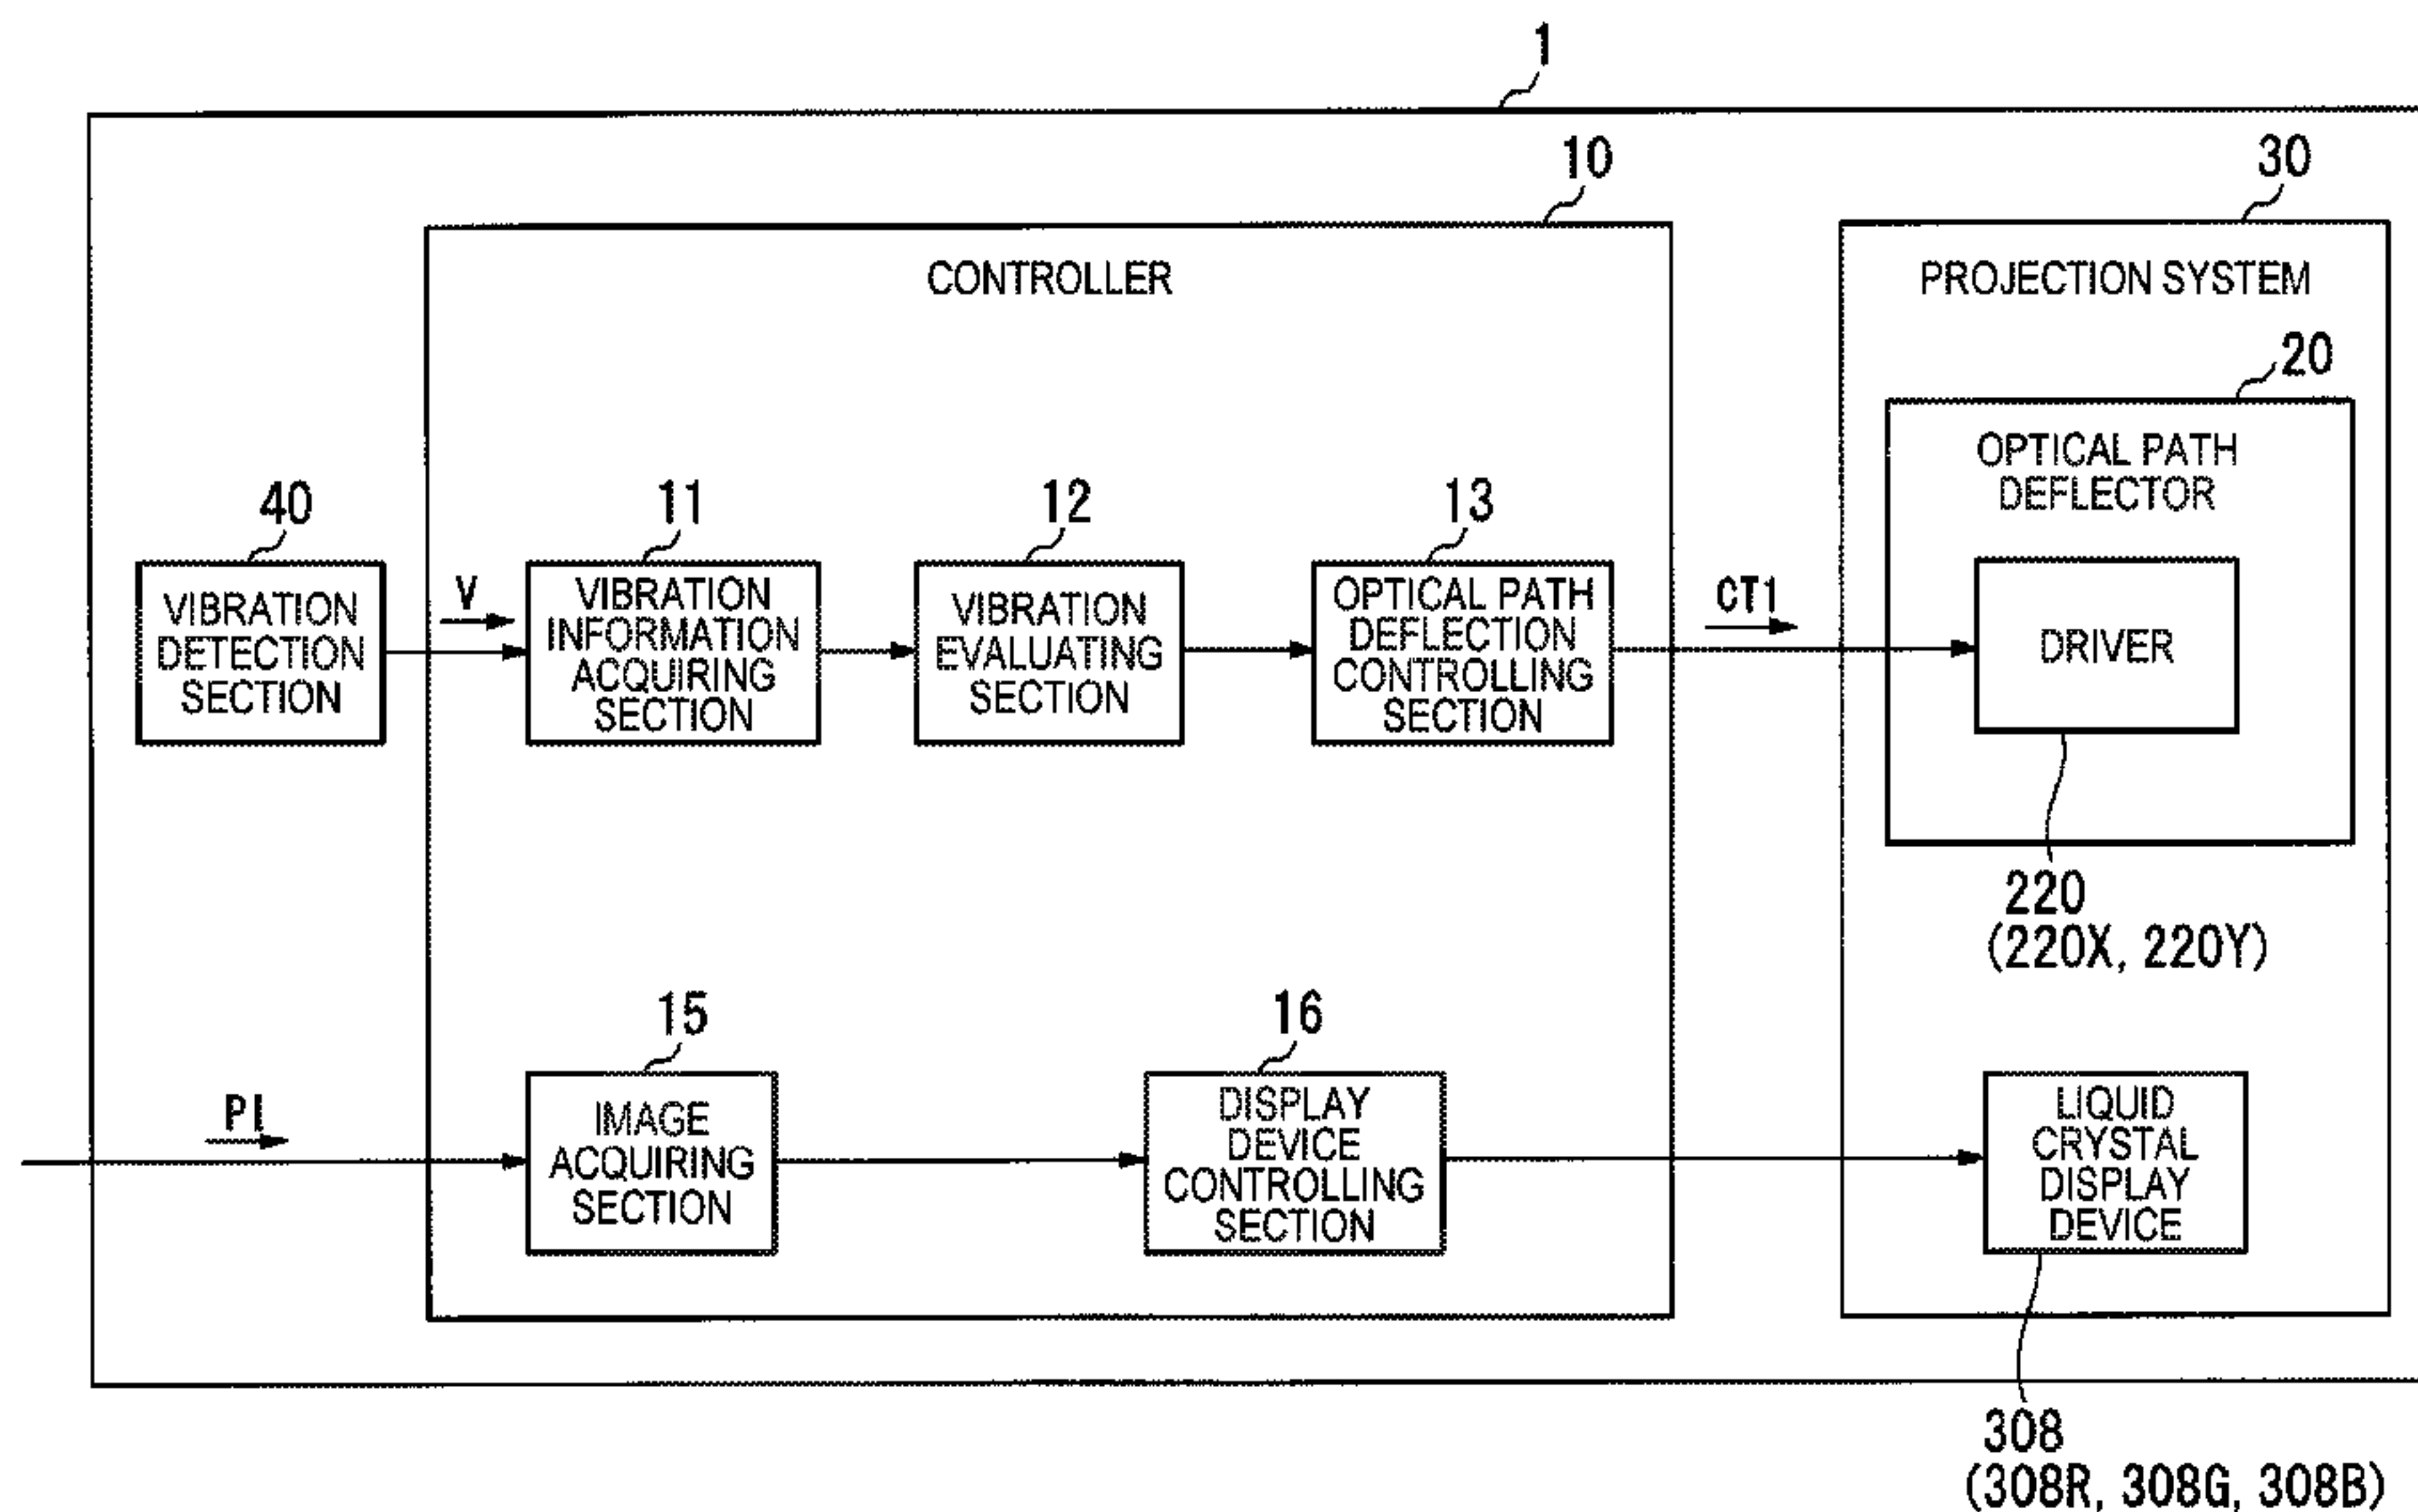 1
10
30
CONTROLLER
PROJECTION SYSTEM
20
OPTICAL PATH
DEFLECTOR
40
11
12
13
VIBRATION
DETECTION
SECTION
V
VIBRATION
INFORMATION
ACQUIRING
SECTION
VIBRATION
EVALUATING
SECTION
OPTICAL PATH
DEFLECTION
CONTROLLING
SECTION
CT1
DRIVER
220
(220X, 220Y)
15
16
PI
IMAGE
ACQUIRING
SECTION
DISPLAY
DEVICE
CONTROLLING
SECTION
LIQUID
CRYSTAL
DISPLAY
DEVICE
308
(308R, 308G, 308B)